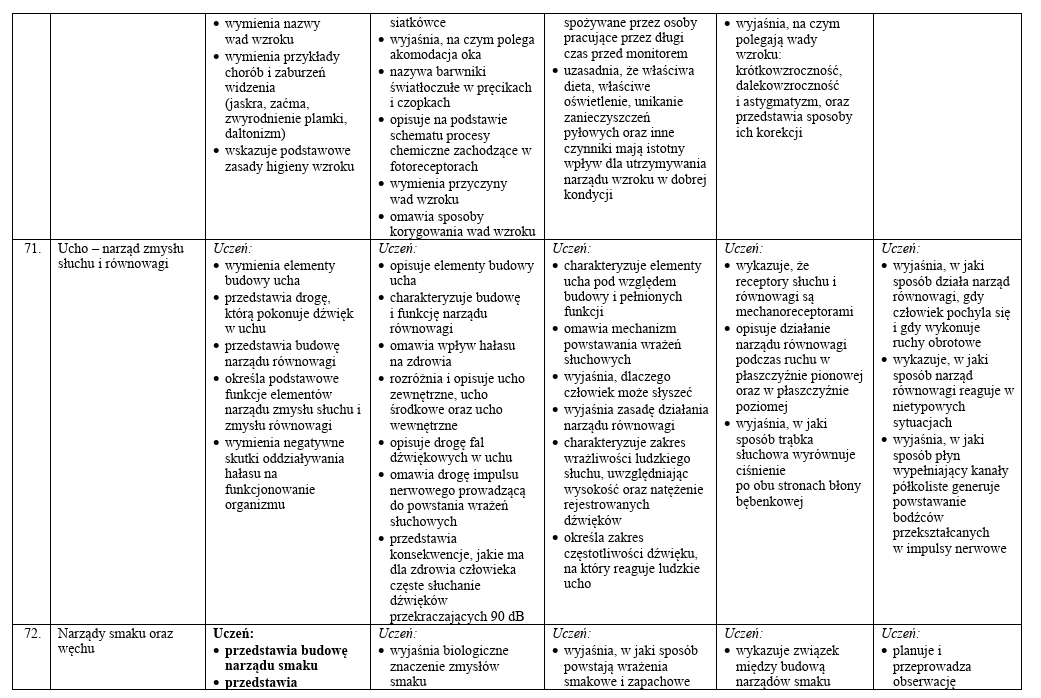 • wymienia nazwy
wad wzroku
• wymienia przykłady
chorób i zaburzeń
widzenia
(jaskra, zaćma,
zwyrodnienie plamki,
daltonizm)
• wskazuje podstawowe
zasady higieny wzroku
siatkówce
• wyjaśnia, na czym polega
akomodacja oka
• nazywa barwniki
światłoczułe w pręcikach
i czopkach
• opisuje na podstawie
schematu procesy
chemiczne zachodzące w
fotoreceptorach
• wymienia przyczyny
wad wzroku
• omawia sposoby
korygowania wad wzroku
spożywane przez osoby
pracujące przez długi
czas przed monitorem
• uzasadnia, że właściwa
dieta, właściwe
oświetlenie, unikanie
zanieczyszczeń
pyłowych oraz inne
czynniki mają istotny
wpływ dla utrzymywania
narządu wzroku w dobrej
kondycji
• wyjaśnia, na czym
polegają wady
wzroku:
krótkowzroczność,
dalekowzroczność
i astygmatyzm, oraz
przedstawia sposoby
ich korekcji
71.
Ucho – narząd zmysłu
słuchu i równowagi
Uczeń:
• wymienia elementy
budowy ucha
• przedstawia drogę,
którą pokonuje dźwięk
w uchu
• przedstawia budowę
narządu równowagi
• określa podstawowe
funkcje elementów
narządu zmysłu słuchu i
zmysłu równowagi
• wymienia negatywne
skutki oddziaływania
hałasu na
funkcjonowanie
organizmu
Uczeń:
• opisuje elementy budowy
ucha
• charakteryzuje budowę
i funkcję narządu
równowagi
• omawia wpływ hałasu
na zdrowia
• rozróżnia i opisuje ucho
zewnętrzne, ucho
środkowe oraz ucho
wewnętrzne
• opisuje drogę fal
dźwiękowych w uchu
• omawia drogę impulsu
nerwowego prowadzącą
do powstania wrażeń
słuchowych
• przedstawia
konsekwencje, jakie ma
dla zdrowia człowieka
częste słuchanie
dźwięków
przekraczających 90 dB
Uczeń:
• charakteryzuje elementy
ucha pod względem
budowy i pełnionych
funkcji
• omawia mechanizm
powstawania wrażeń
słuchowych
• wyjaśnia, dlaczego
człowiek może słyszeć
• wyjaśnia zasadę działania
narządu równowagi
• charakteryzuje zakres
wrażliwości ludzkiego
słuchu, uwzględniając
wysokość oraz natężenie
rejestrowanych
dźwięków
• określa zakres
częstotliwości dźwięku,
na który reaguje ludzkie
ucho
Uczeń:
• wykazuje, że
receptory słuchu i
równowagi są
mechanoreceptorami
• opisuje działanie
narządu równowagi
podczas ruchu w
płaszczyźnie pionowej
oraz w płaszczyźnie
poziomej
• wyjaśnia, w jaki
sposób trąbka
słuchowa wyrównuje
ciśnienie
po obu stronach błony
bębenkowej
Uczeń:
• wyjaśnia, w jaki
sposób działa narząd
równowagi, gdy
człowiek pochyla się
i gdy wykonuje
ruchy obrotowe
• wykazuje, w jaki
sposób narząd
równowagi reaguje w
nietypowych
sytuacjach
• wyjaśnia, w jaki
sposób płyn
wypełniający kanały
półkoliste generuje
powstawanie
bodźców
przekształcanych
w impulsy nerwowe
72.
Narządy smaku oraz
węchu
Uczeń:
• przedstawia budowę
narządu smaku
• przedstawia
Uczeń:
• wyjaśnia biologiczne
znaczenie zmysłów
smaku
Uczeń:
• wyjaśnia, w jaki sposób
powstają wrażenia
smakowe i zapachowe
Uczeń:
• wykazuje związek
między budową
narządów smaku
Uczeń:
• planuje i
przeprowadza
obserwację